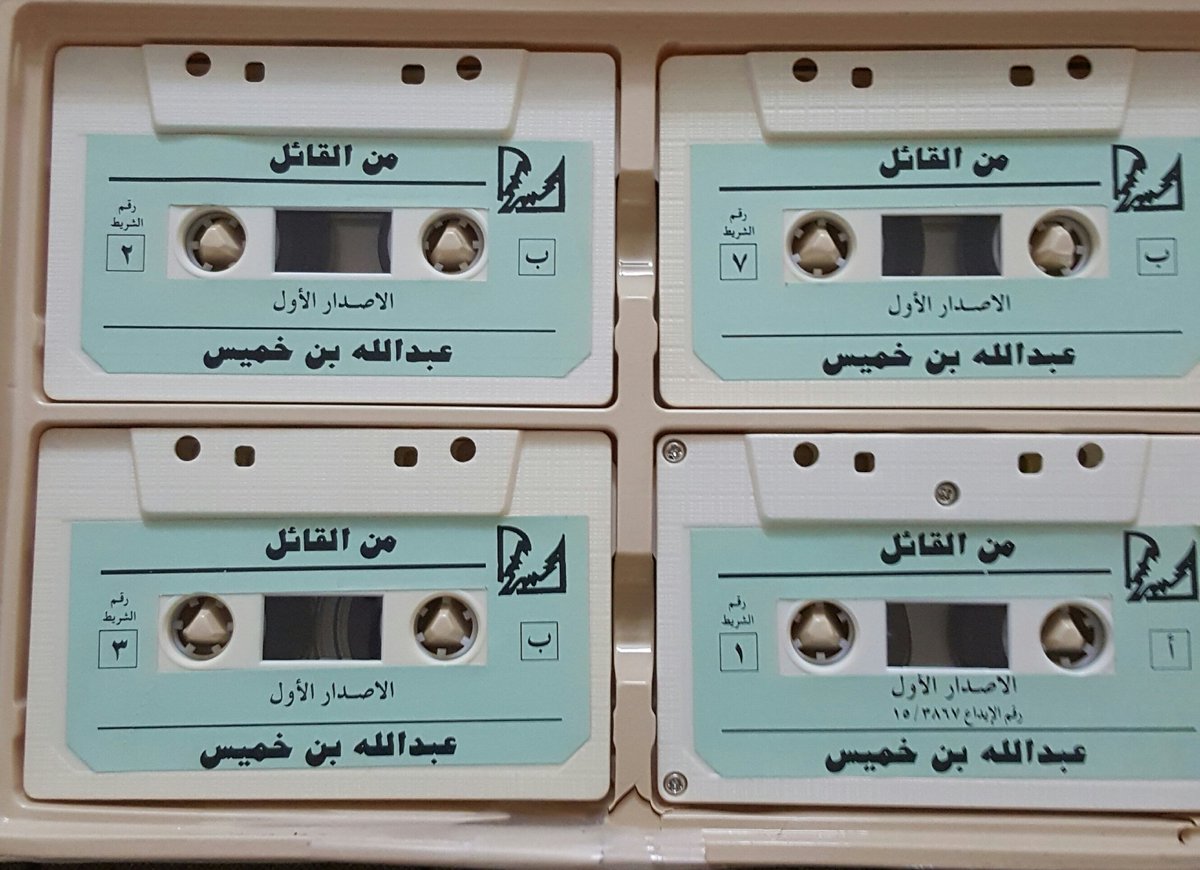 من القائل
رقم
الشريط
٢
ب
الاصدار الأول
عبدالله بن خميس
من القائل
رقم
الشريط
٧
ب
الاصدار الأول
عبدالله بن خميس
من القائل
رقم
الشريط
٣
ب
الاصدار الأول
عبدالله بن خميس
من القائل
رقم
الشريط
١
أ
الاصدار الأول
رقم الإيداع ٣٨٦٧ / ١٥
عبدالله بن خميس